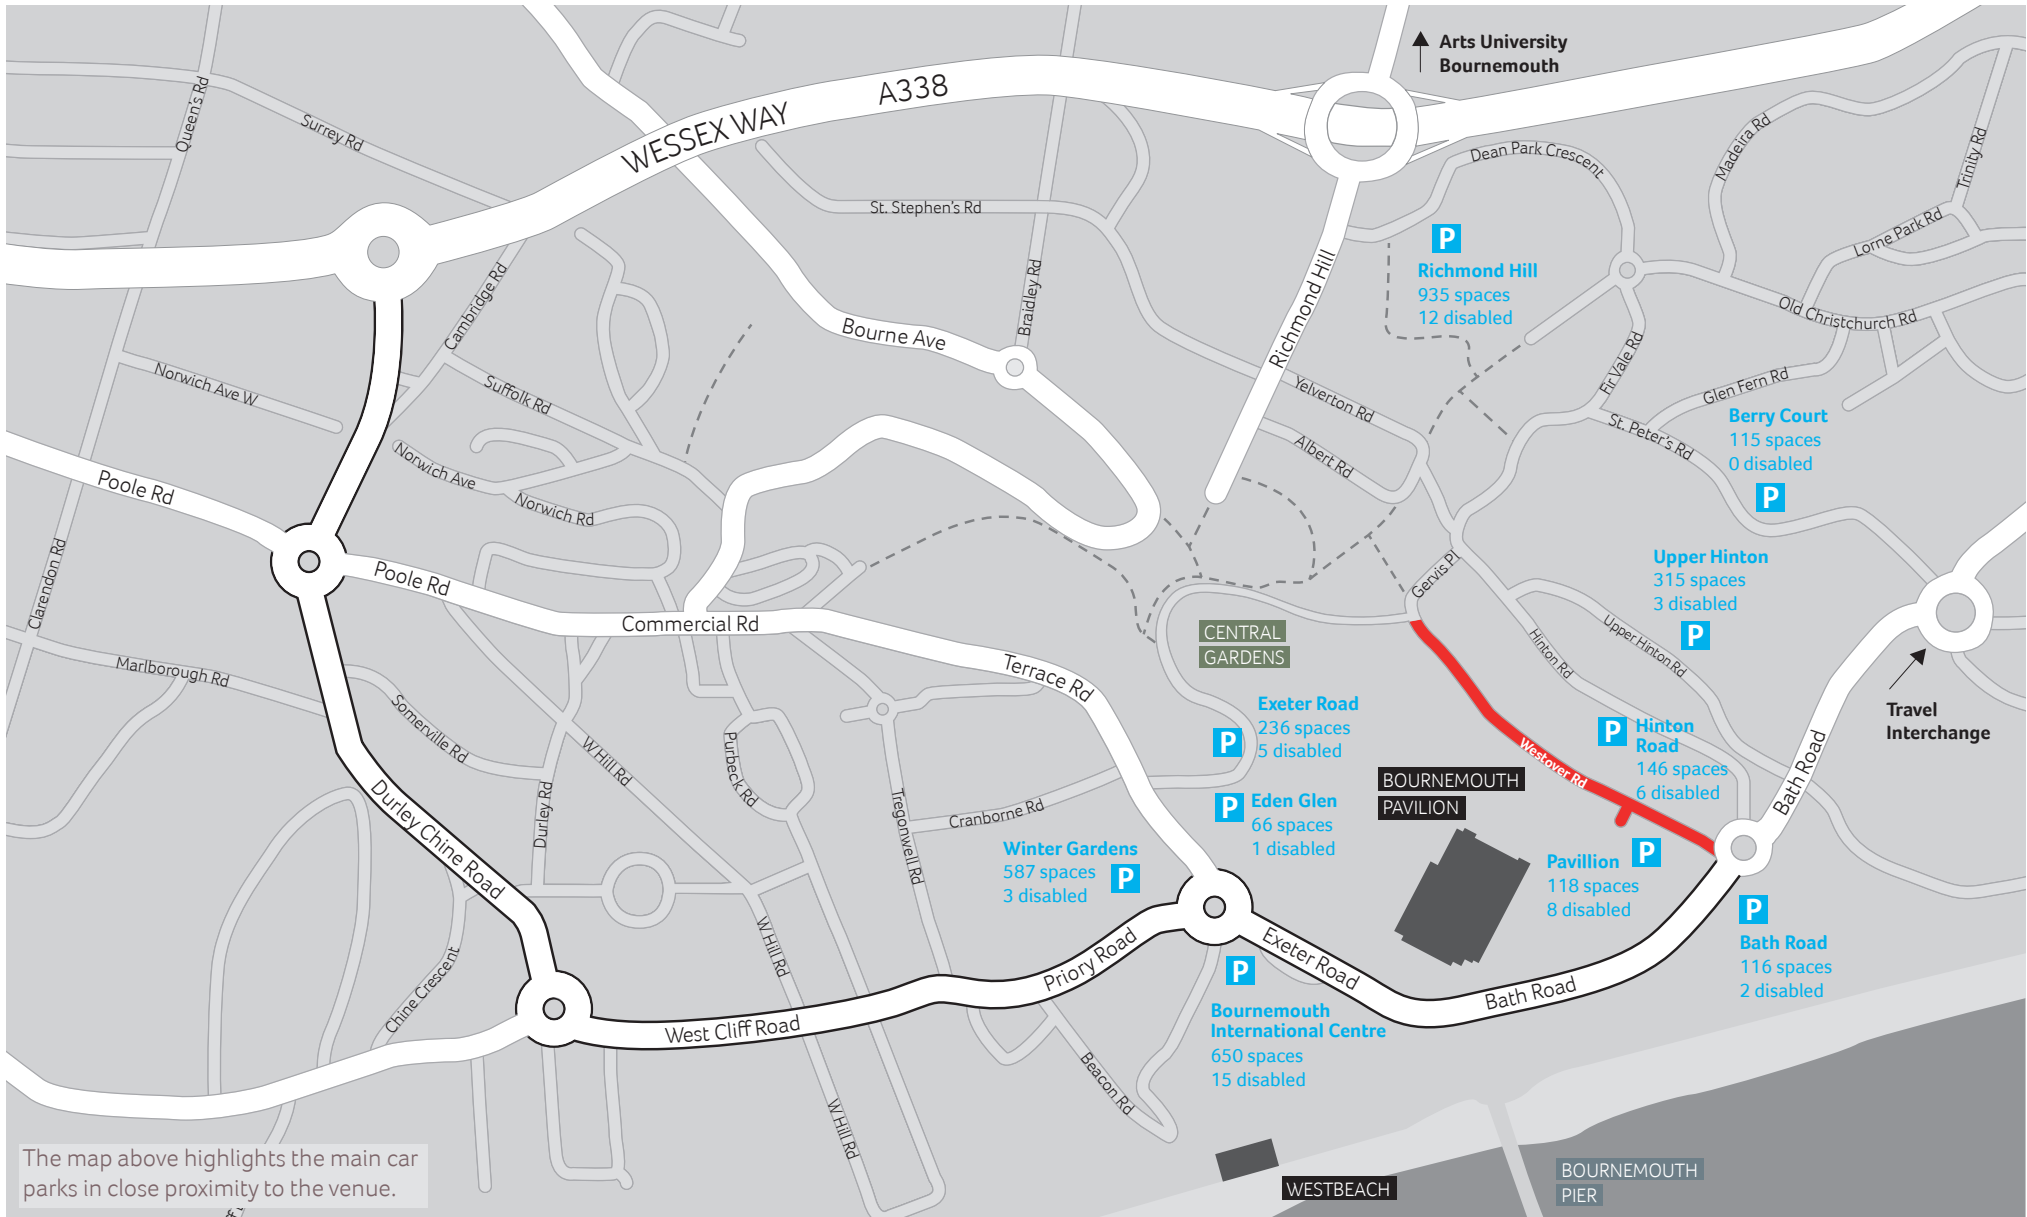 Arts University
Bournemouth
A338
WESSEX WAY
Queen's Rd
Surrey Rd
Dean Park Crescent
Madeira Rd
Trinity Rd
St. Stephen's Rd
Lorne Park Rd
P
Richmond Hill
935 spaces
12 disabled
Cambridge Rd
Braidley Rd
Richmond Hill
Bourne Ave
Old Christchurch Rd
Fir Vale Rd
Norwich Ave W
Suffolk Rd
Yelverton Rd
Glen Fern Rd
Berry Court
115 spaces
0 disabled
P
St. Peter's Rd
Albert Rd
Norwich Ave
Norwich Rd
Poole Rd
Clarendon Rd
Poole Rd
Gervis Pl
Upper Hinton
315 spaces
3 disabled
P
Commercial Rd
CENTRAL
GARDENS
Upper Hinton Rd
Hinton Rd
Marlborough Rd
Terrace Rd
Somerville Rd
W Hill Rd
Purbeck Rd
Exeter Road
236 spaces
5 disabled
P
Travel
Interchange
P
Hinton
Road
146 spaces
6 disabled
Westover Rd
Bath Road
BOURNEMOUTH
PAVILION
Durley Chine Road
Durley Rd
Tregonwell Rd
Cranborne Rd
P
Eden Glen
66 spaces
1 disabled
Winter Gardens
587 spaces
3 disabled
P
Pavillion
118 spaces
8 disabled
P
P
Bath Road
116 spaces
2 disabled
W Hill Rd
Chine Crescent
Priory Road
Exeter Road
Bath Road
P
Bournemouth
International Centre
650 spaces
15 disabled
West Cliff Road
Beacon Rd
W Hill Rd
The map above highlights the main car
parks in close proximity to the venue.
WESTBEACH
BOURNEMOUTH
PIER